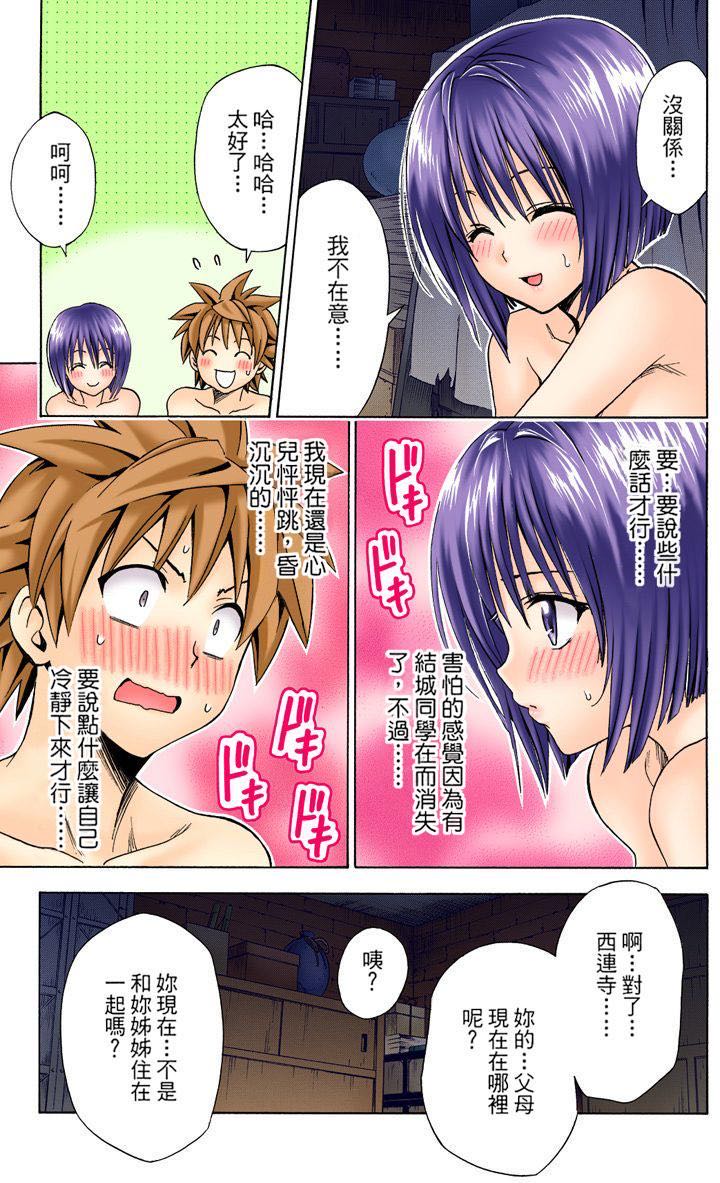 沒關係…
我不在意……
哈…哈哈…
太好了…
呵呵……
要…要說些什
麼話才行……
ドキ
ドキ
害怕的感覺因為有
結城同學在而消失
了，不過……
我現在還是心
兒怦怦跳，昏
沉沉的……
ドキ
ドキ
要說點什麼讓自己
冷靜下來才行……
啊…對了…
西連寺……
妳的…父母
現在在哪裡
呢？
咦？
妳現在…不是
和妳姊姊住在
一起嗎？